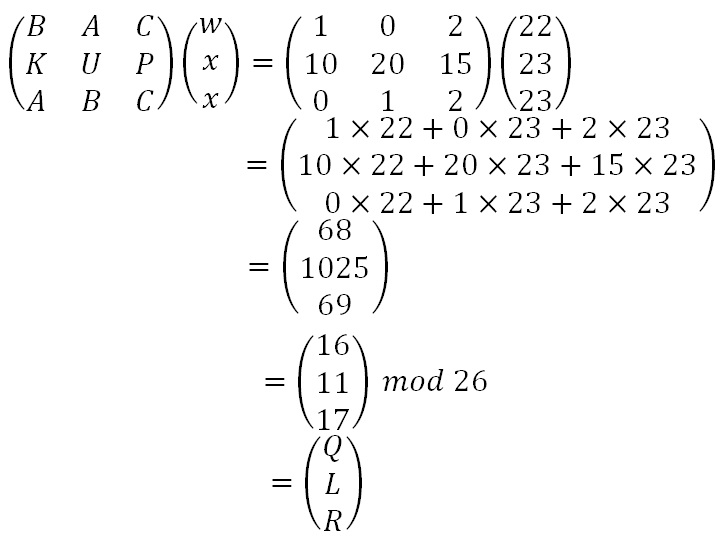 (B A C) (w) = (1 0 2) (22)
(K U P) (x) = (10 20 15) (23)
(A B C) (x) = (0 1 2) (23)
= (1 × 22 + 0 × 23 + 2 × 23)
(10 × 22 + 20 × 23 + 15 × 23)
(0 × 22 + 1 × 23 + 2 × 23)
= (68)
(1025)
(69)
= (16)
(11) mod 26
(17)
= (Q)
(L)
(R)